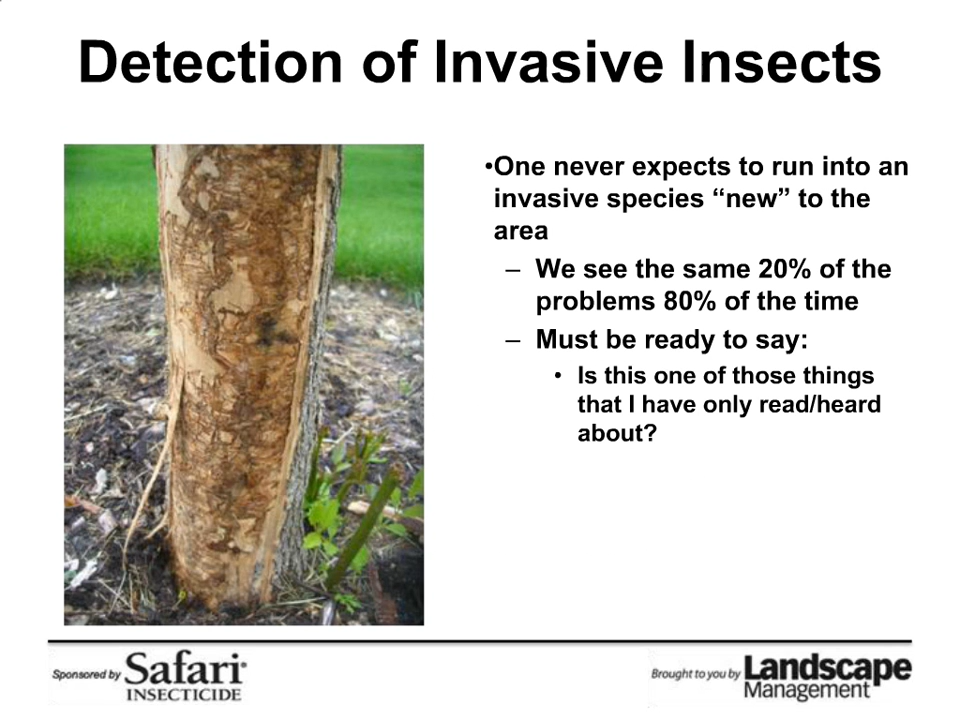 Detection of Invasive Insects
•One never expects to run into an
invasive species “new” to the
area
– We see the same 20% of the
problems 80% of the time
– Must be ready to say:
• Is this one of those things
that I have only read/heard
about?
Sponsored by Safari®
INSECTICIDE
Brought to you by Landscape
Management